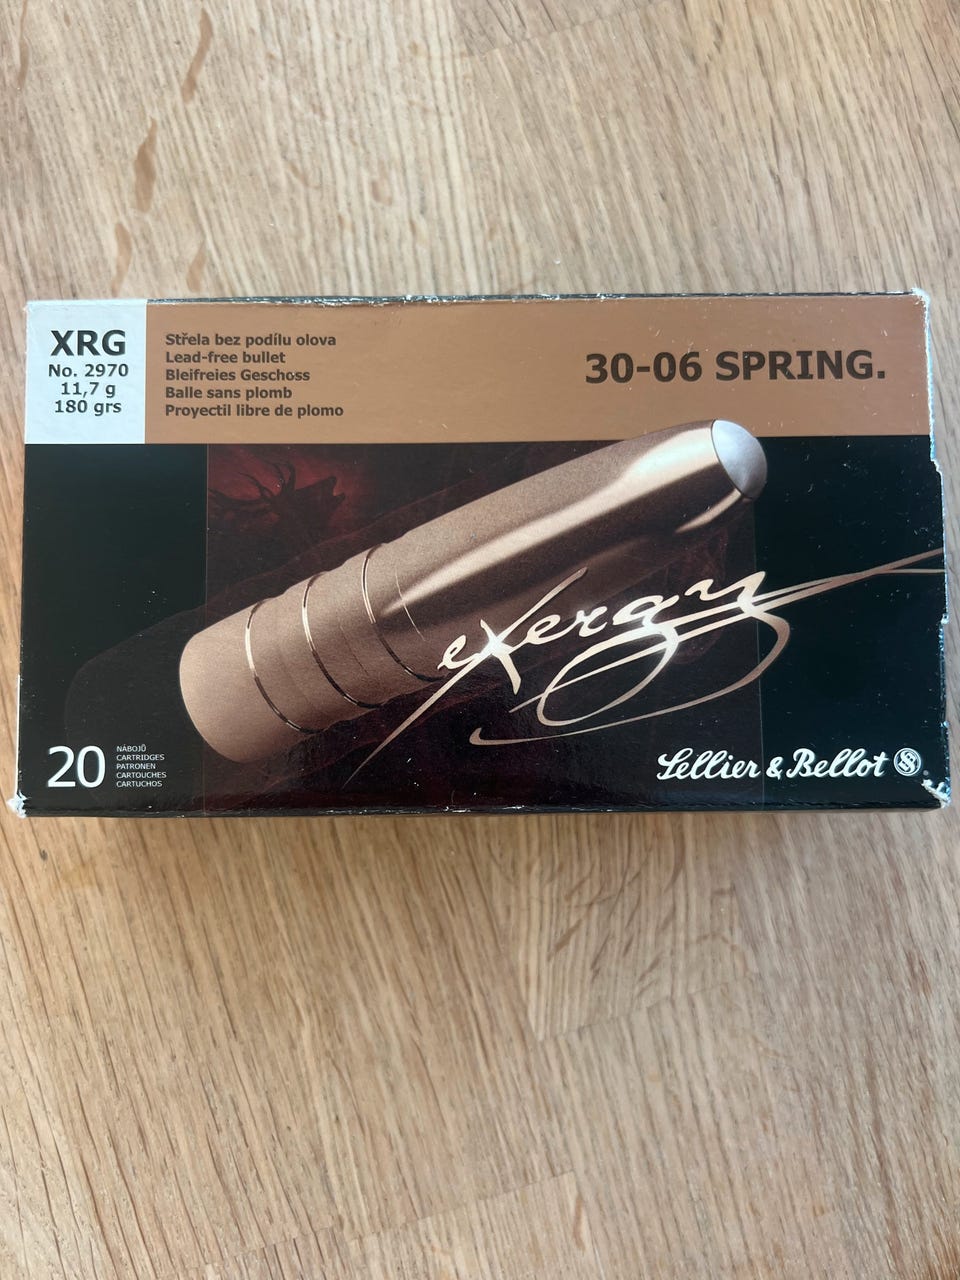 XRG
No. 2970
11,7 g
180 grs
Střela bez podílu olova
Lead-free bullet
Bleifreies Geschoss
Balle sans plomb
Proyectil libre de plomo
30-06 SPRING.
eXergy
20
NÁBOJŮ
CARTRIDGES
PATRONEN
CARTOUCHES
CARTUCHOS
Sellier & Bellot